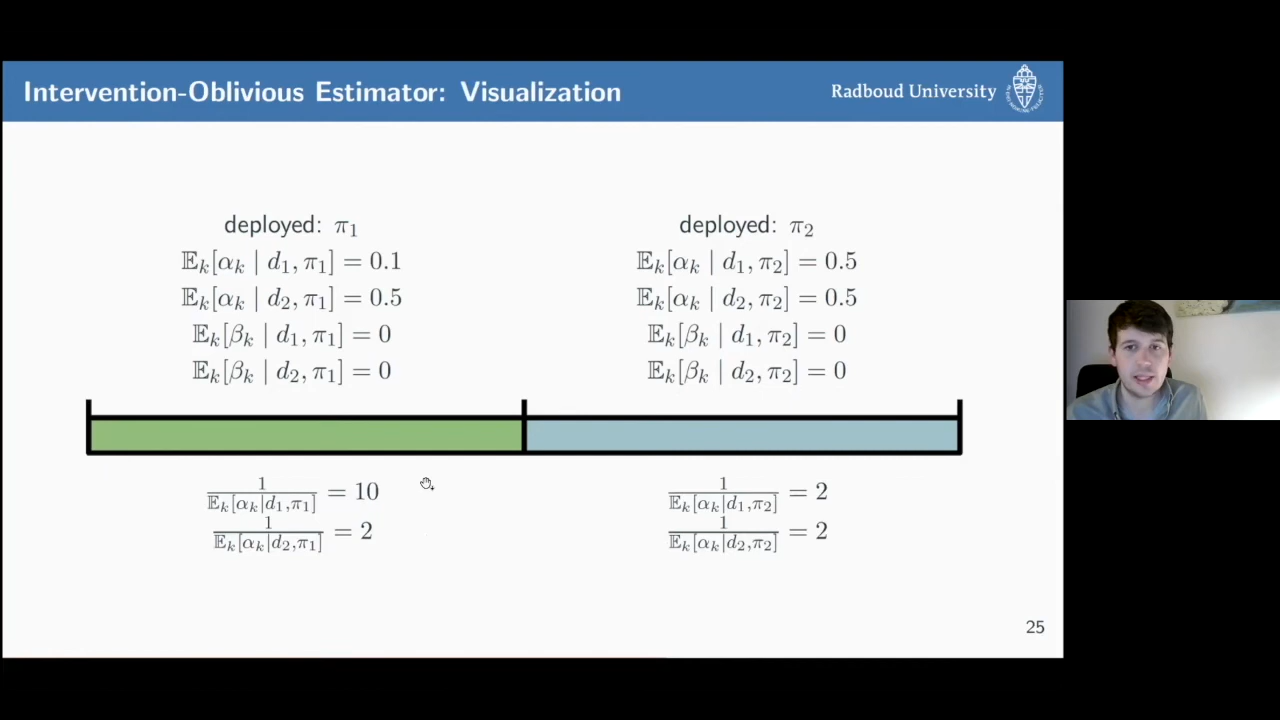 Intervention-Oblivious Estimator: Visualization
Radboud University
deployed: π₁
𝔼ₖ[αₖ | d₁, π₁] = 0.1
𝔼ₖ[αₖ | d₂, π₁] = 0.5
𝔼ₖ[βₖ | d₁, π₁] = 0
𝔼ₖ[βₖ | d₂, π₁] = 0
deployed: π₂
𝔼ₖ[αₖ | d₁, π₂] = 0.5
𝔼ₖ[αₖ | d₂, π₂] = 0.5
𝔼ₖ[βₖ | d₁, π₂] = 0
𝔼ₖ[βₖ | d₂, π₂] = 0
1/𝔼ₖ[αₖ|d₁,π₁] = 10
1/𝔼ₖ[αₖ|d₂,π₁] = 2
1/𝔼ₖ[αₖ|d₁,π₂] = 2
1/𝔼ₖ[αₖ|d₂,π₂] = 2
25